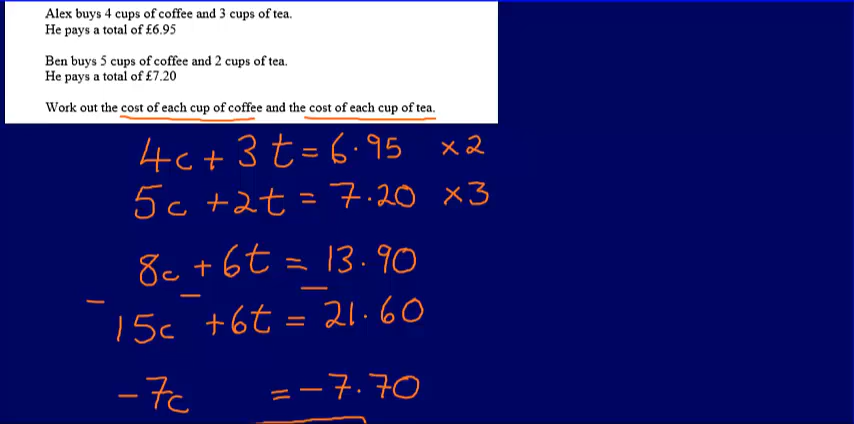 Alex buys 4 cups of coffee and 3 cups of tea.
He pays a total of £6.95
Ben buys 5 cups of coffee and 2 cups of tea.
He pays a total of £7.20
Work out the cost of each cup of coffee and the cost of each cup of tea.
4c + 3t = 6.95 ×2
5c + 2t = 7.20 ×3
8c + 6t = 13.90
- 15c - +6t = - 21.60
-7c = -7.70